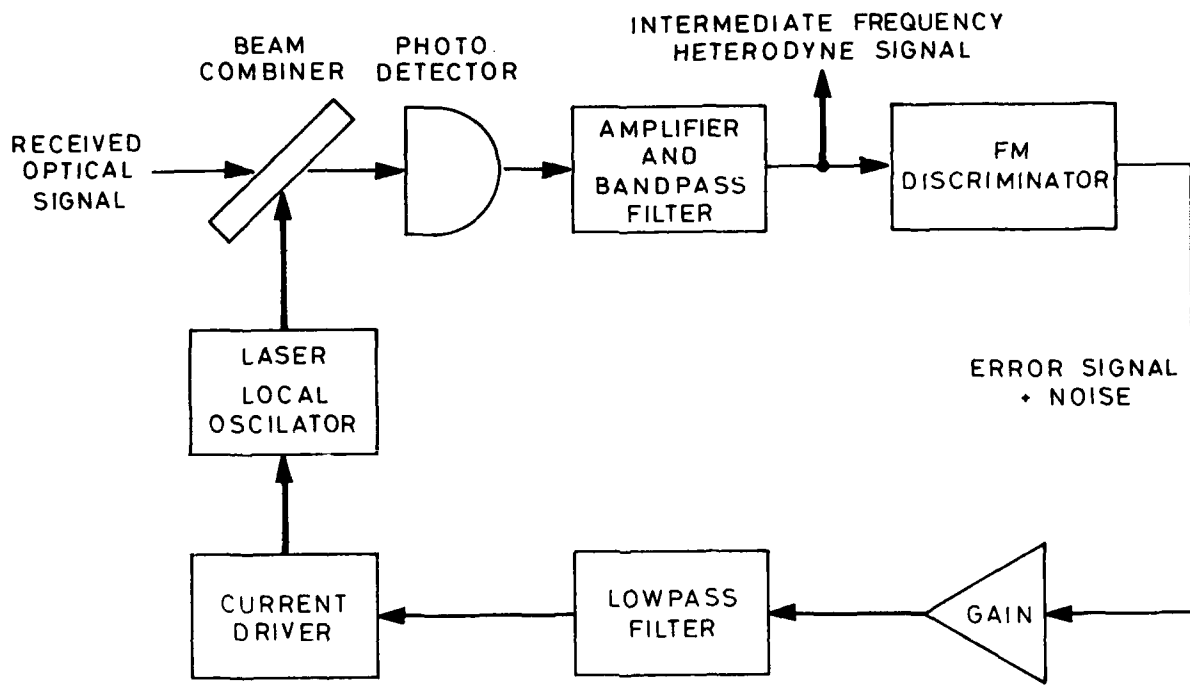 INTERMEDIATE FREQUENCY
HETERODYNE SIGNAL
BEAM
COMBINER
PHOTO.
DETECTOR
RECEIVED
OPTICAL
SIGNAL
AMPLIFIER
AND
BANDPASS
FILTER
FM
DISCRIMINATOR
LASER
LOCAL
OSCILATOR
ERROR SIGNAL
+ NOISE
CURRENT
DRIVER
LOWPASS
FILTER
GAIN